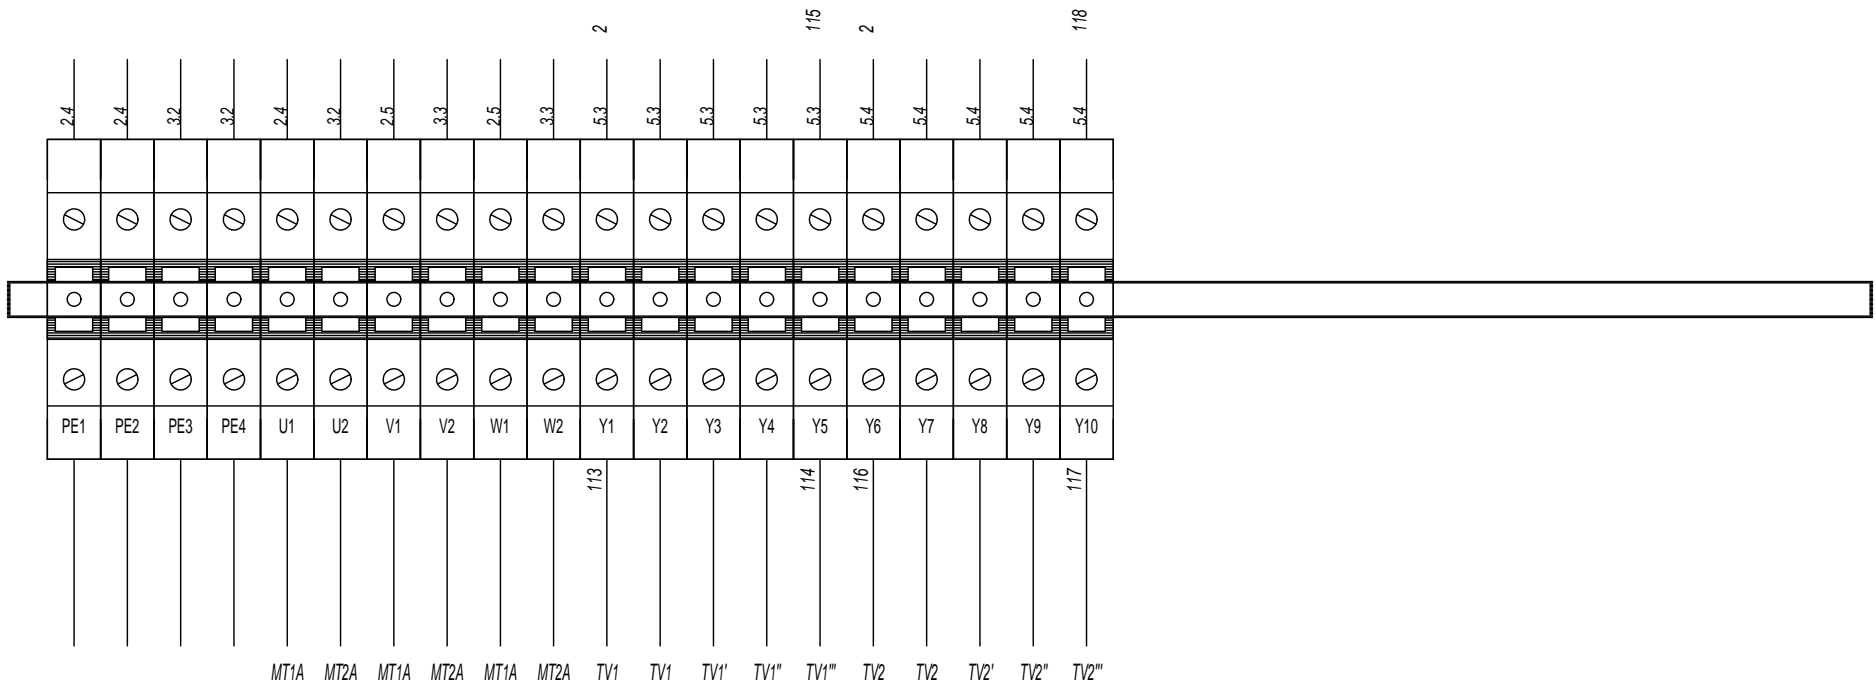 2 115 2 118
2.4 2.4 3.2 3.2 2.4 3.2 2.5 3.3 2.5 3.3 5.3 5.3 5.3 5.3 5.3 5.4 5.4 5.4 5.4 5.4
PE1 PE2 PE3 PE4 U1 U2 V1 V2 W1 W2 Y1 Y2 Y3 Y4 Y5 Y6 Y7 Y8 Y9 Y10
113 114 116 117
MT1A MT2A MT1A MT2A MT1A MT2A TV1 TV1 TV1' TV1" TV1"' TV2 TV2 TV2' TV2" TV2"'